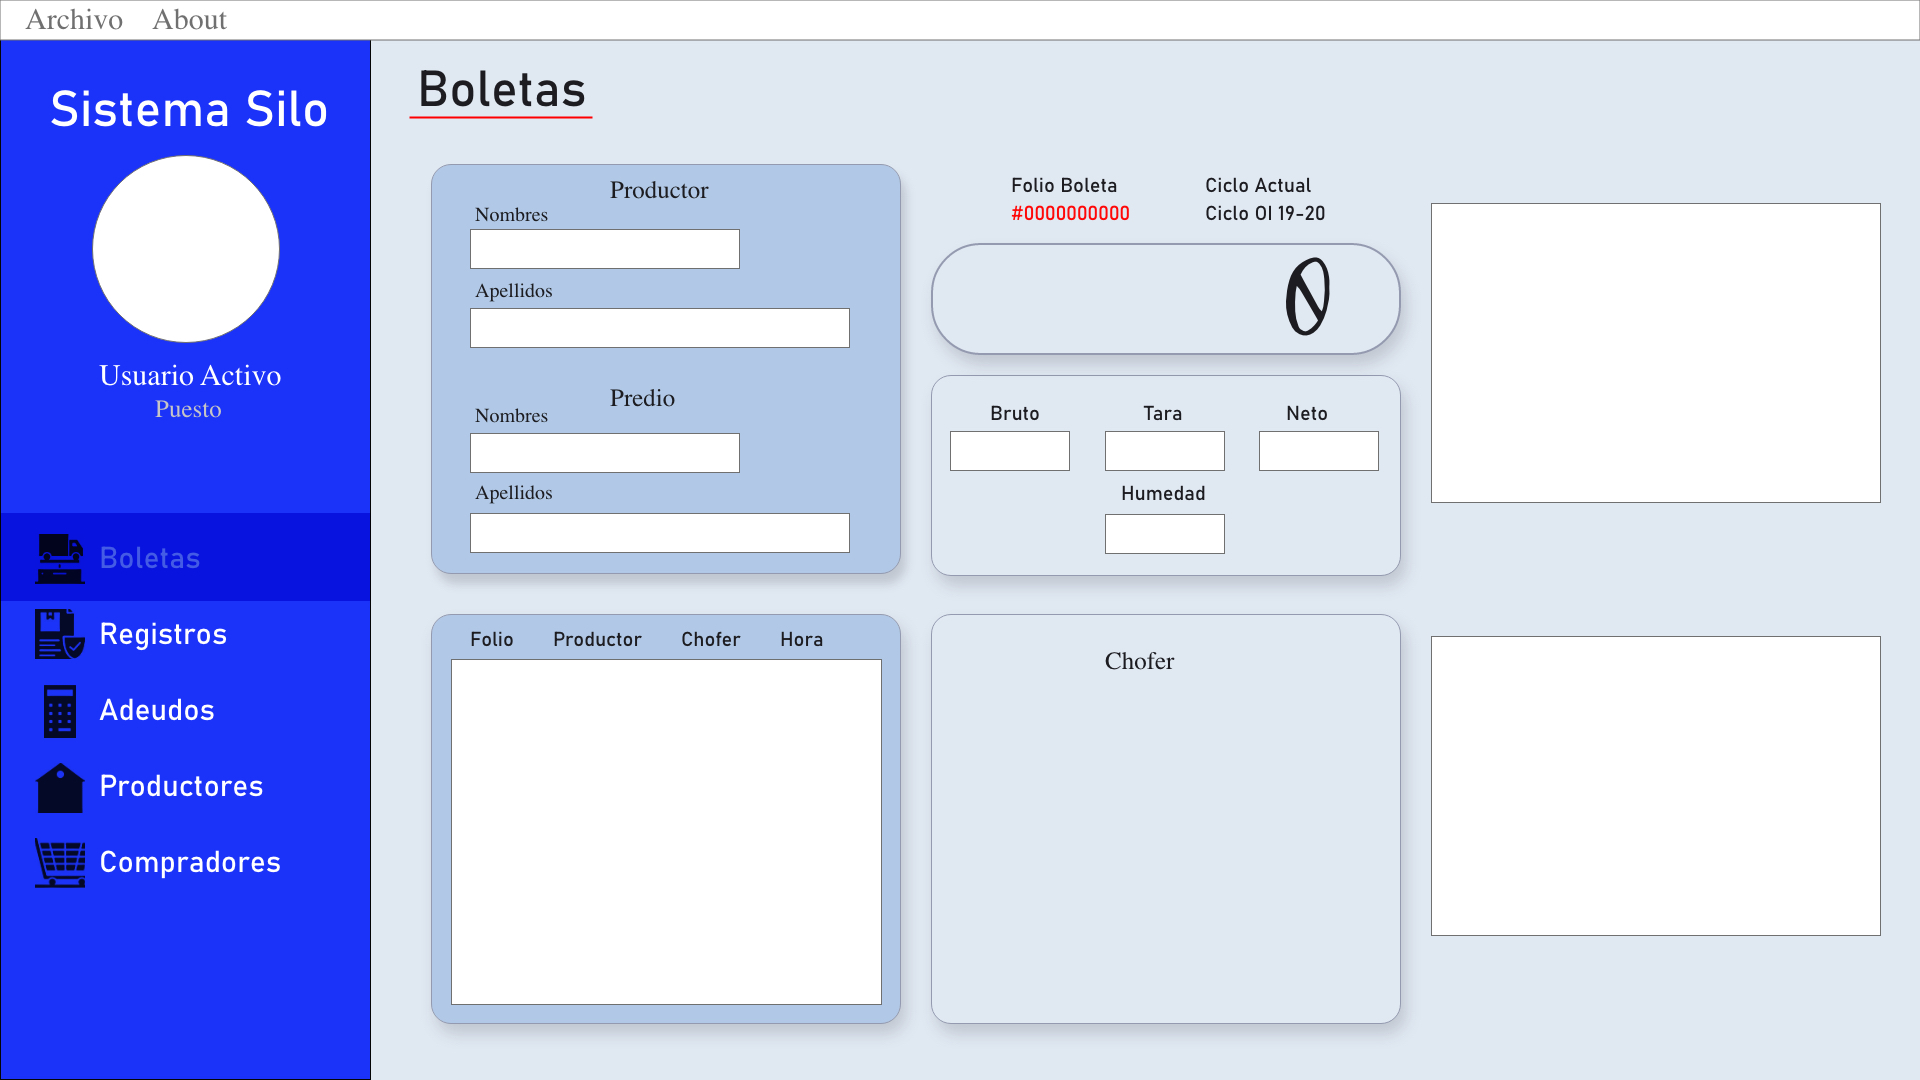 Archivo About
Sistema Silo
Usuario Activo
Puesto
Boletas
Registros
Adeudos
Productores
Compradores
Boletas
Productor
Nombres
Apellidos
Predio
Nombres
Apellidos
Folio Boleta Ciclo Actual
#0000000000 Ciclo OI 19-20
0
Bruto Tara Neto
Humedad
Folio Productor Chofer Hora
Chofer